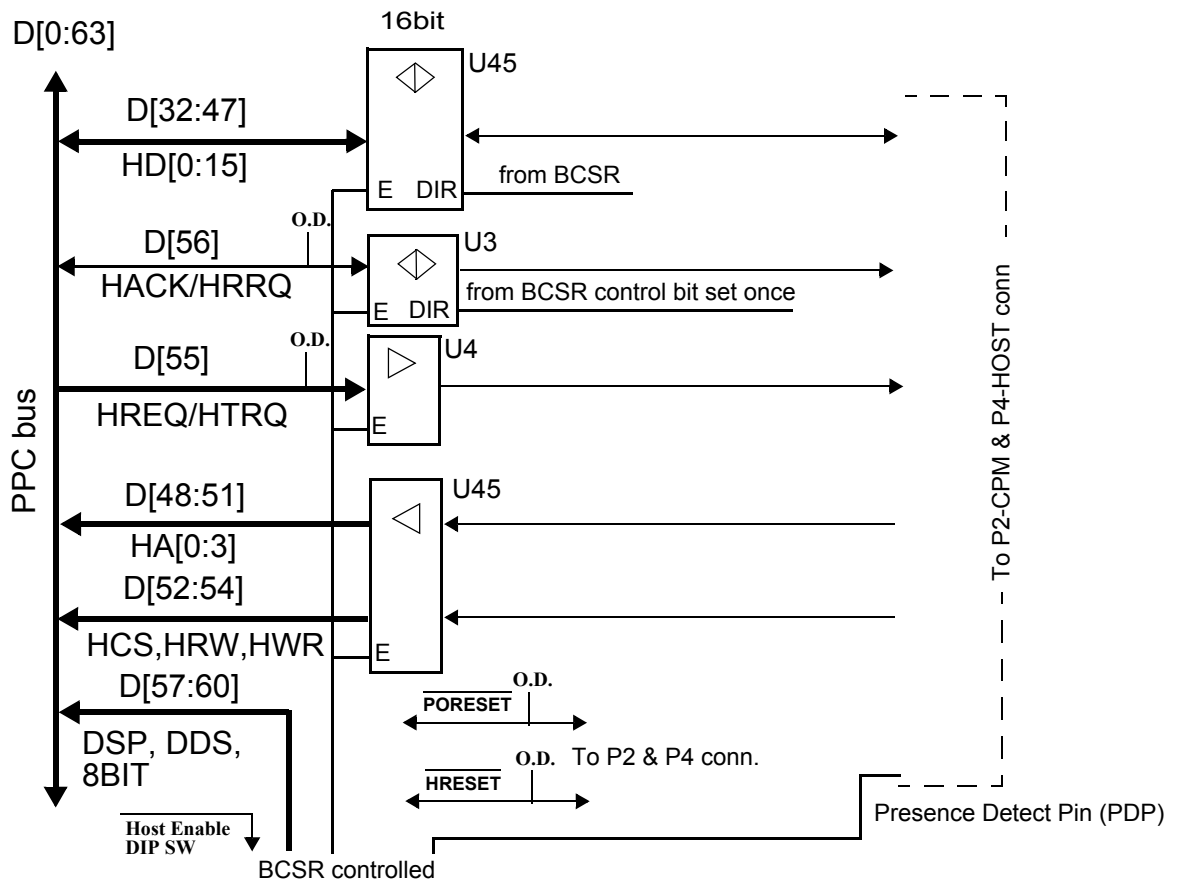 16bit
D[0:63]
U45
D[32:47]
HD[0:15]
from BCSR
E DIR
O.D.
D[56]
U3
HACK/HRRQ
from BCSR control bit set once
E DIR
O.D.
D[55]
U4
HREQ/HTRQ
E
PPC bus
To P2-CPM & P4-HOST conn
D[48:51]
U45
HA[0:3]
D[52:54]
HCS,HRW,HWR
E
D[57:60]
O.D.
PORESET
DSP, DDS,
8BIT
O.D. To P2 & P4 conn.
HRESET
Presence Detect Pin (PDP)
Host Enable
DIP SW
BCSR controlled